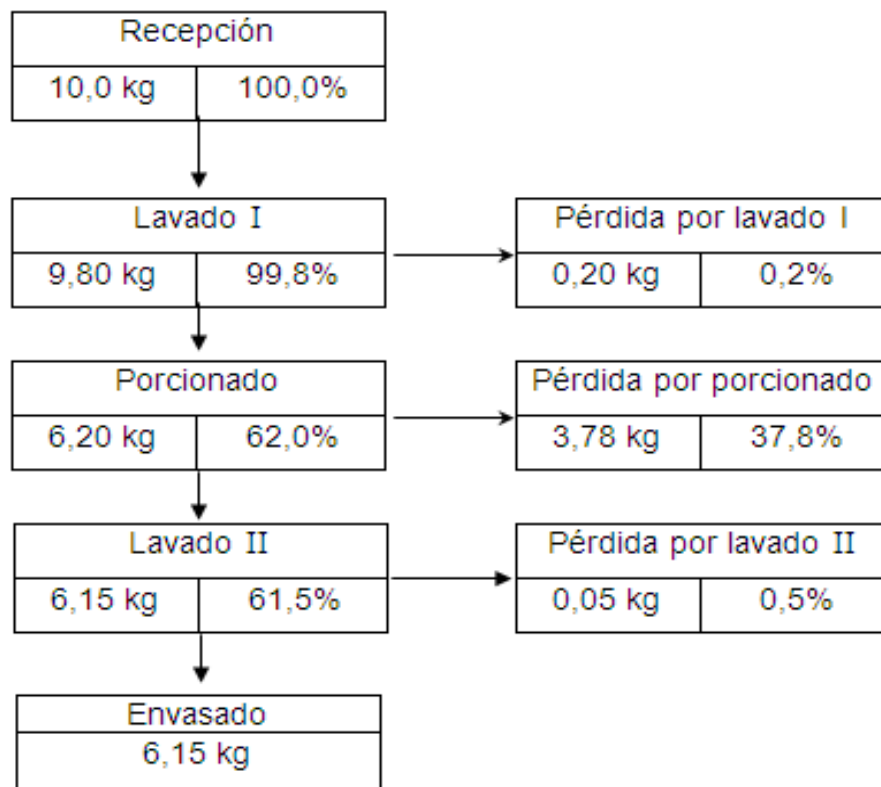 Recepción
10,0 kg 100,0%
Lavado I Pérdida por lavado I
9,80 kg 99,8% 0,20 kg 0,2%
Porcionado Pérdida por porcionado
6,20 kg 62,0% 3,78 kg 37,8%
Lavado II Pérdida por lavado II
6,15 kg 61,5% 0,05 kg 0,5%
Envasado
6,15 kg